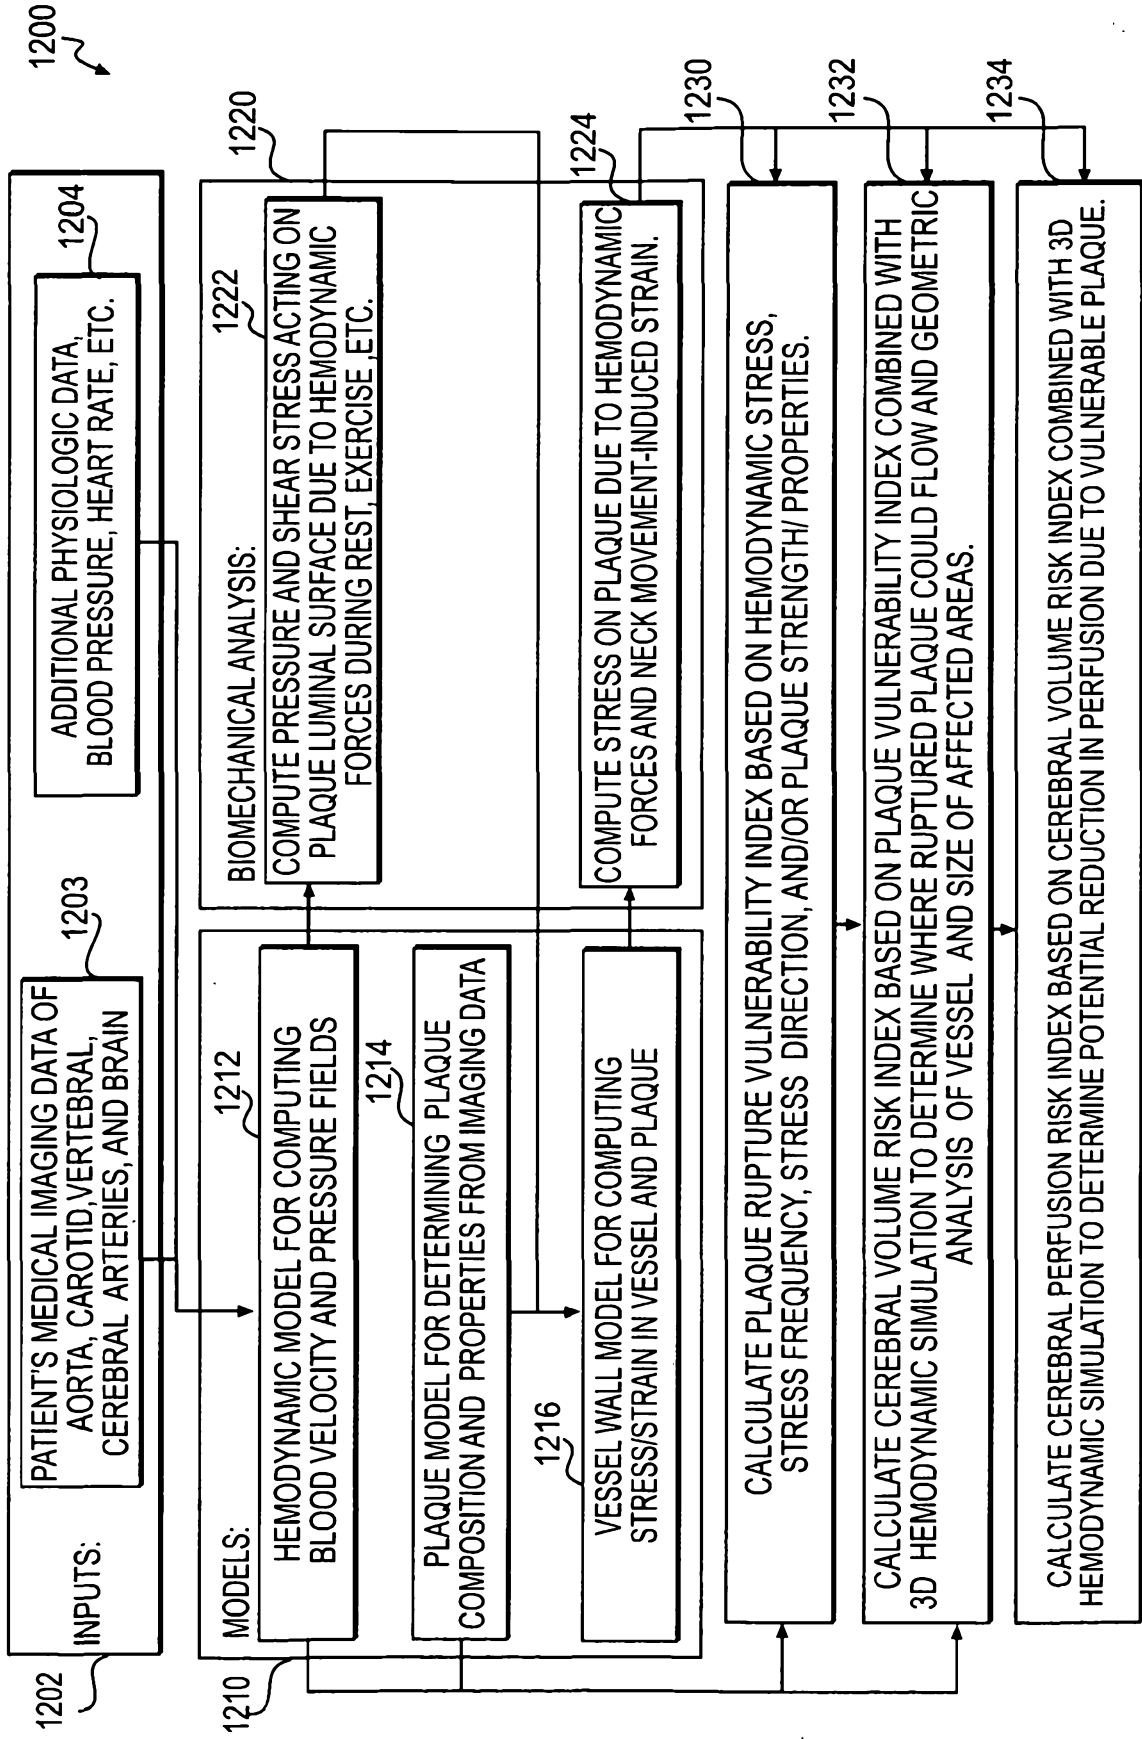 1200
1202
INPUTS:
1203
PATIENT'S MEDICAL IMAGING DATA OF
AORTA, CAROTID, VERTEBRAL,
CEREBRAL ARTERIES, AND BRAIN
1204
ADDITIONAL PHYSIOLOGIC DATA,
BLOOD PRESSURE, HEART RATE, ETC.
1210
MODELS:
1212
HEMODYNAMIC MODEL FOR COMPUTING
BLOOD VELOCITY AND PRESSURE FIELDS
1214
PLAQUE MODEL FOR DETERMINING PLAQUE
COMPOSITION AND PROPERTIES FROM IMAGING DATA
1216
VESSEL WALL MODEL FOR COMPUTING
STRESS/STRAIN IN VESSEL AND PLAQUE
1220
BIOMECHANICAL ANALYSIS:
1222
COMPUTE PRESSURE AND SHEAR STRESS ACTING ON
PLAQUE LUMINAL SURFACE DUE TO HEMODYNAMIC
FORCES DURING REST, EXERCISE ,ETC.
1224
COMPUTE STRESS ON PLAQUE DUE TO HEMODYNAMIC
FORCES AND NECK MOVEMENT-INDUCED STRAIN.
1230
CALCULATE PLAQUE RUPTURE VULNERABILITY INDEX BASED ON HEMODYNAMIC STRESS,
STRESS FREQUENCY, STRESS DIRECTION, AND/OR PLAQUE STRENGTH/ PROPERTIES.
1232
CALCULATE CEREBRAL VOLUME RISK INDEX BASED ON PLAQUE VULNERABILITY INDEX COMBINED WITH
3D HEMODYNAMIC SIMULATION TO DETERMINE WHERE RUPTURED PLAQUE COULD FLOW AND GEOMETRIC
ANALYSIS OF VESSEL AND SIZE OF AFFECTED AREAS.
1234
CALCULATE CEREBRAL PERFUSION RISK INDEX BASED ON CEREBRAL VOLUME RISK INDEX COMBINED WITH 3D
HEMODYNAMIC SIMULATION TO DETERMINE POTENTIAL REDUCTION IN PERFUSION DUE TO VULNERABLE PLAQUE.